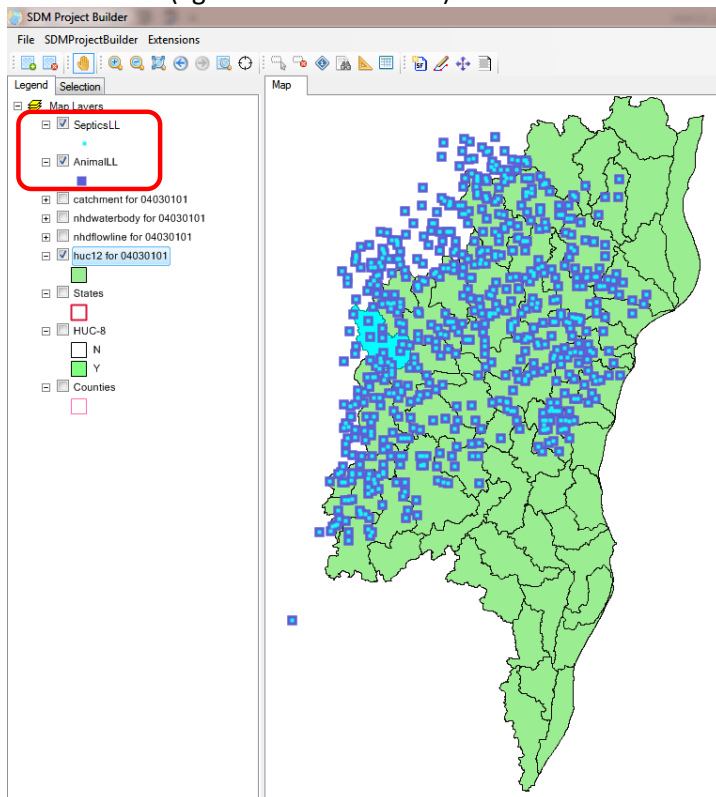 SDM Project Builder
File SDMProjectBuilder Extensions
Legend Selection
Map
Map Layers
SepticsLL
AnimalLL
catchment for 04030101
nhdwaterbody for 04030101
nhdflowline for 04030101
huc12 for 04030101
States
HUC-8
N
Y
Counties